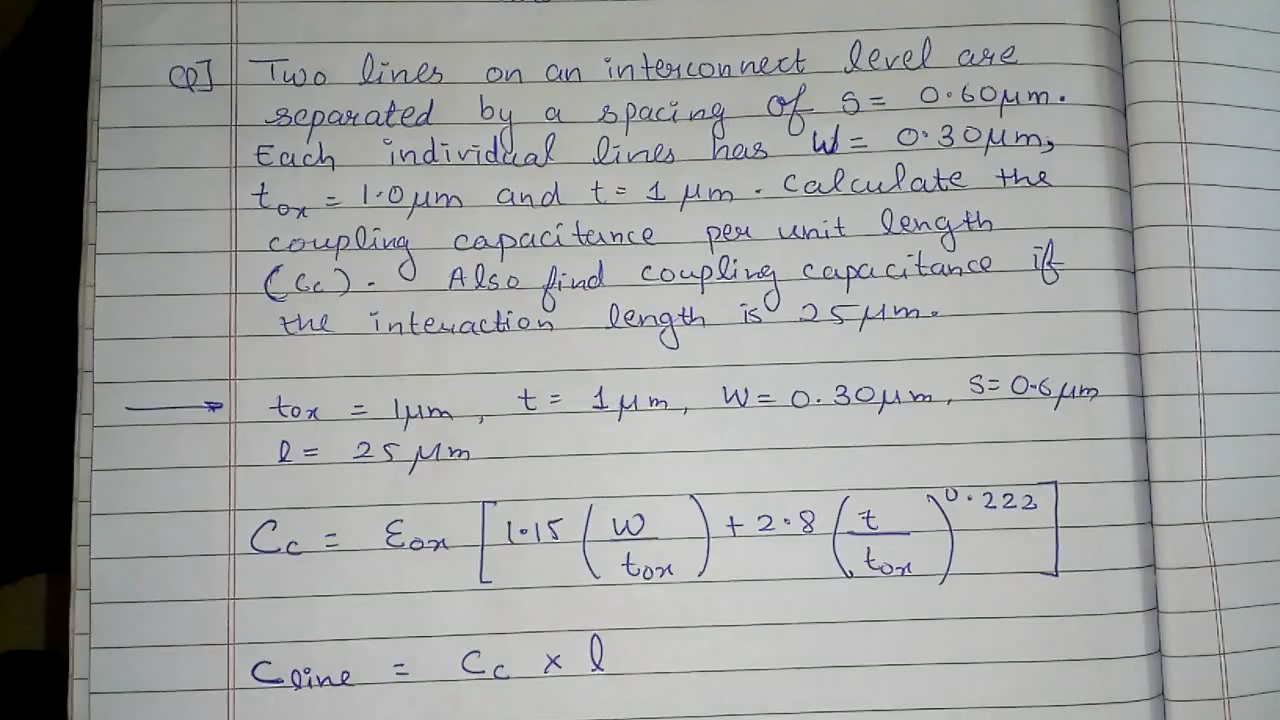 Q] Two lines on an interconnect level are
separated by a spacing of S = 0.60μm.
Each individual lines has W = 0.30μm,
tox = 1.0μm and t = 1μm. Calculate the
coupling capacitance per unit length
(Cc). Also find coupling capacitance if
the interaction length is 25μm.
→ tox = 1μm, t = 1μm, W = 0.30μm, S = 0.6μm
l = 25μm
Cc = εox [1.15 (w/tox) + 2.8 (t/tox)^0.222]
Cline = Cc × l